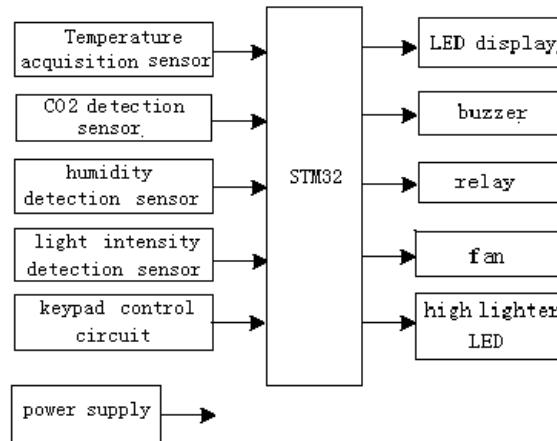 Temperature
acquisition sensor
CO2 detection
sensor
humidity
detection sensor
light intensity
detection sensor
keypad control
circuit
power supply
STM32
LED display
buzzer
relay
fan
high lighter
LED